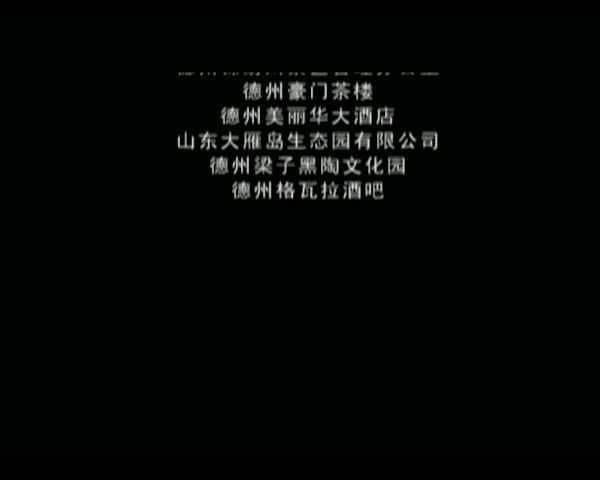 德州豪门茶楼
德州美丽华大酒店
山东大雁岛生态园有限公司
德州梁子黑陶文化园
德州格瓦拉酒吧